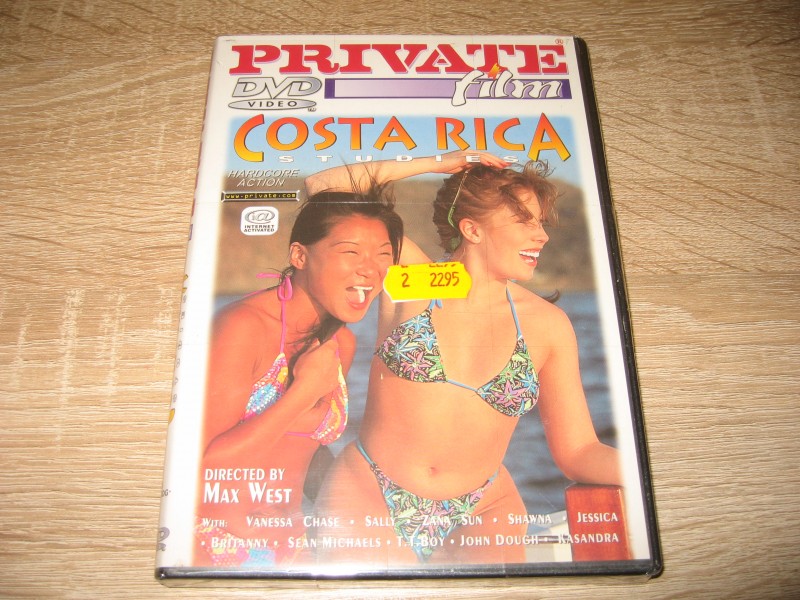 PRIVATE®
DVD
VIDEO
TM
film
COSTA RICA
STUDIES
HARDCORE
ACTION
www.private.com
INTERNET
ACTIVATED
2 2295
DIRECTED BY
MAX WEST
WITH: VANESSA CHASE • SALLY • ZANA SUN • SHAWNA • JESSICA
• BRITANNY • SEAN MICHAELS • T.T. BOY • JOHN DOUGH • KASANDRA